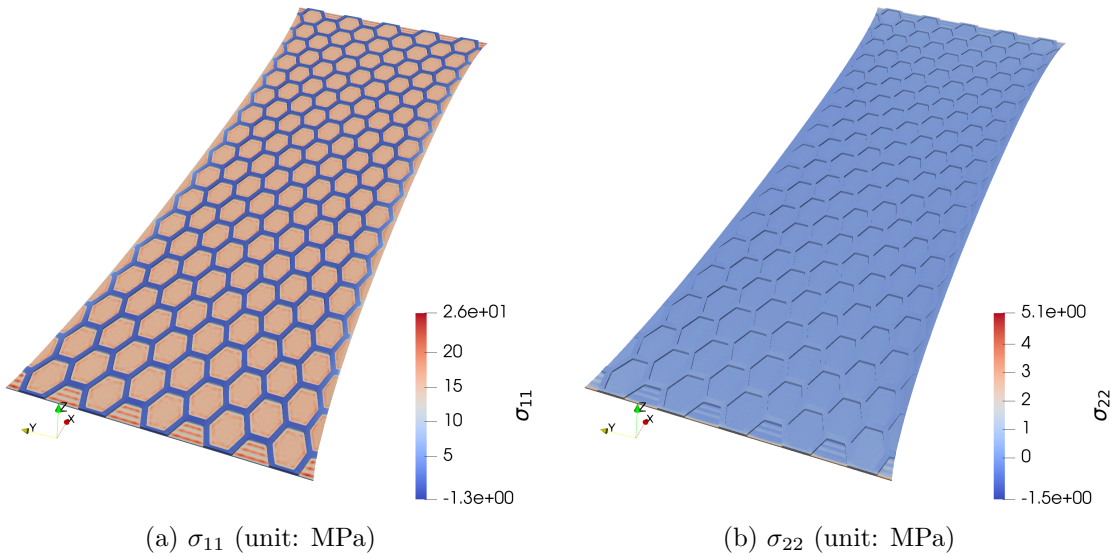 2.6e+01
20
15
10
5
-1.3e+00
σ11
Z
Y
X
5.1e+00
4
3
2
1
0
-1.5e+00
σ22
Z
Y
X
(a) σ11 (unit: MPa)
(b) σ22 (unit: MPa)